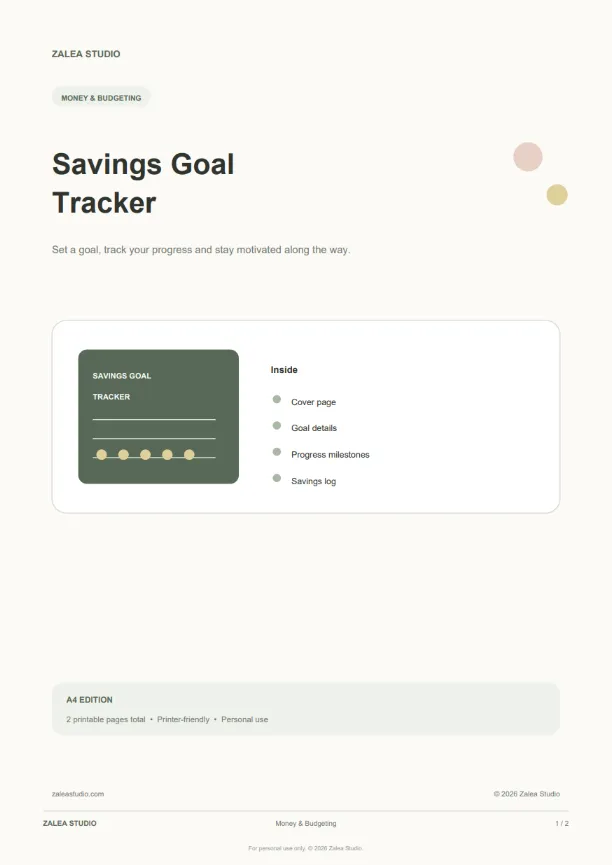 ZALEA STUDIO
MONEY & BUDGETING
Savings Goal
Tracker
Set a goal, track your progress and stay motivated along the way.
SAVINGS GOAL
TRACKER
Inside
Cover page
Goal details
Progress milestones
Savings log
A4 EDITION
2 printable pages total • Printer-friendly • Personal use
zaleastudio.com
© 2026 Zalea Studio
ZALEA STUDIO
Money & Budgeting
1 / 2
For personal use only. © 2026 Zalea Studio.